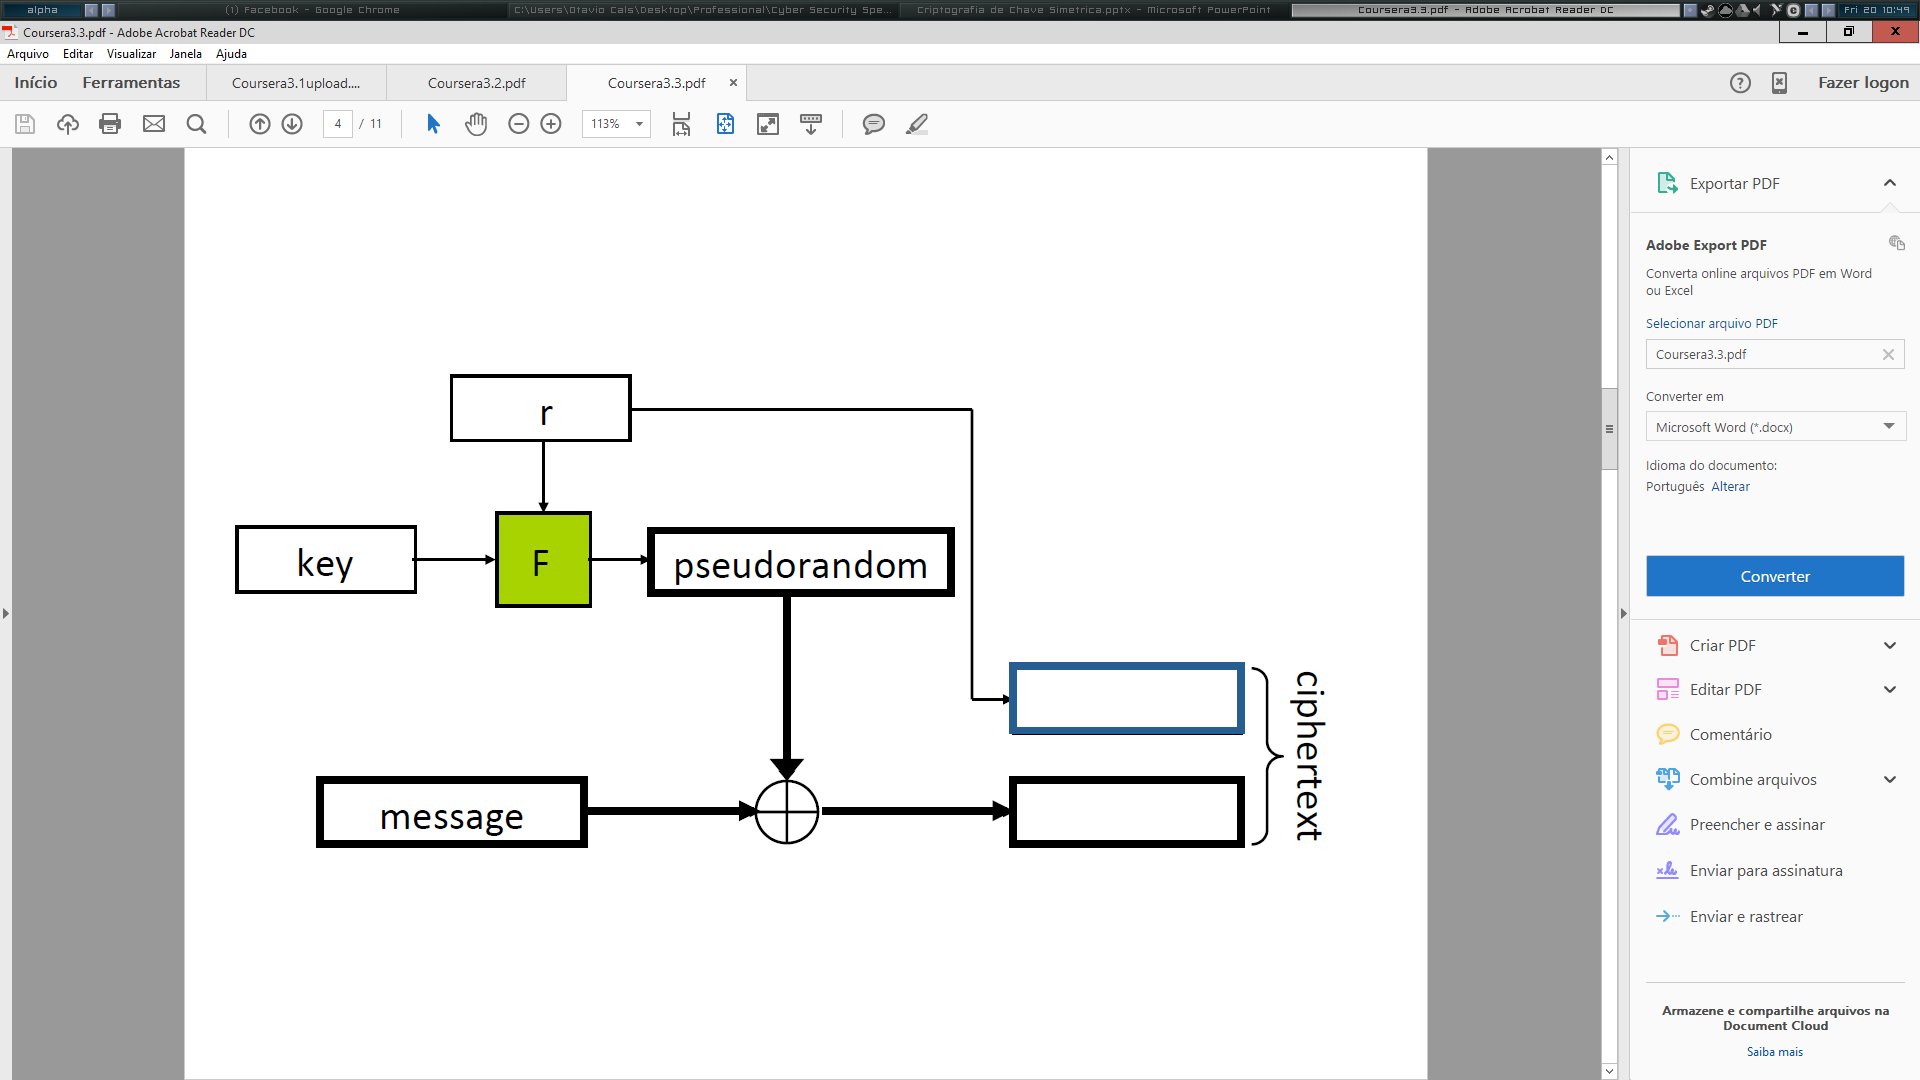 alpha
(1) Facebook - Google Chrome
C:\Users\Otavio Cals\Desktop\Professional\Cyber Security Spe...
Criptografia de Chave Simetrica.pptx - Microsoft PowerPoint
Coursera3.3.pdf - Adobe Acrobat Reader DC
Fri 20 10:49
Coursera3.3.pdf - Adobe Acrobat Reader DC
Arquivo Editar Visualizar Janela Ajuda
Início Ferramentas Coursera3.1upload.... Coursera3.2.pdf Coursera3.3.pdf × Fazer logon
4 / 11 113%
r
key
F
pseudorandom
message
ciphertext
Exportar PDF
Adobe Export PDF
Converta online arquivos PDF em Word
ou Excel
Selecionar arquivo PDF
Coursera3.3.pdf
Converter em
Microsoft Word (*.docx)
Idioma do documento:
Português Alterar
Converter
Criar PDF
Editar PDF
Comentário
Combine arquivos
Preencher e assinar
Enviar para assinatura
Enviar e rastrear
Armazene e compartilhe arquivos na
Document Cloud
Saiba mais